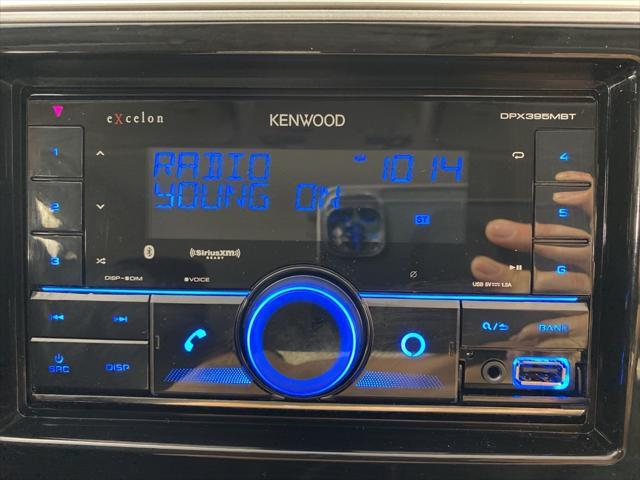 eXcelon KENWOOD DPX395MBT
1
2
3
RADIO 10:14
YOUNG ON
ST
4
5
6
((SiriusXM))
READY
DISP-DIM VOICE
USB 5V 1.5A
SRC DISP
BAND